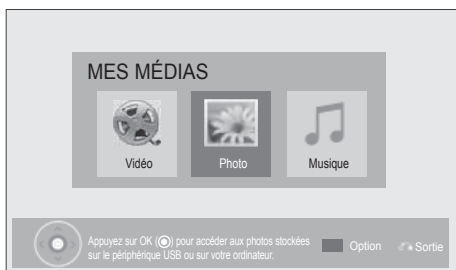 MES MÉDIAS
Vidéo
Photo
Musique
Appuyez sur OK (◉) pour accéder aux photos stockées
sur le périphérique USB ou sur votre ordinateur.
Option
Sortie